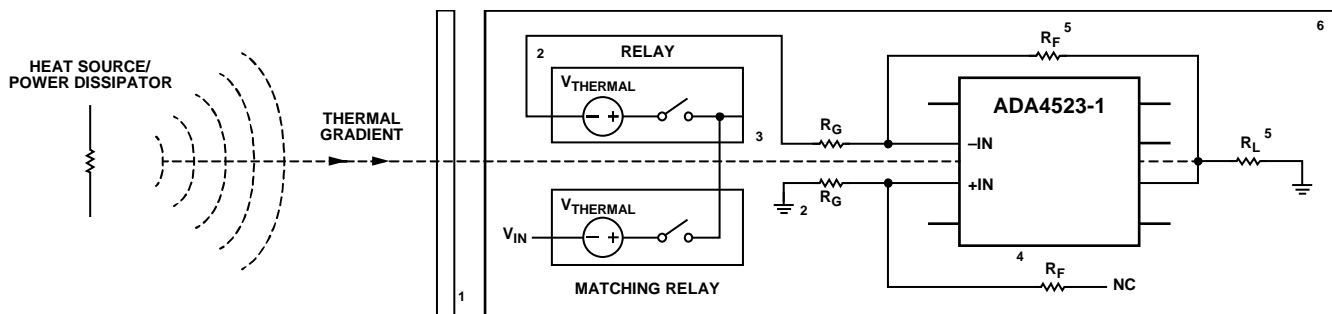 HEAT SOURCE/
POWER DISSIPATOR
THERMAL
GRADIENT
1
2
RELAY
VTHERMAL
3
VTHERMAL
VIN
MATCHING RELAY
RG
RG
2
RF 5
ADA4523-1
–IN
+IN
4
RF
NC
RL 5
6